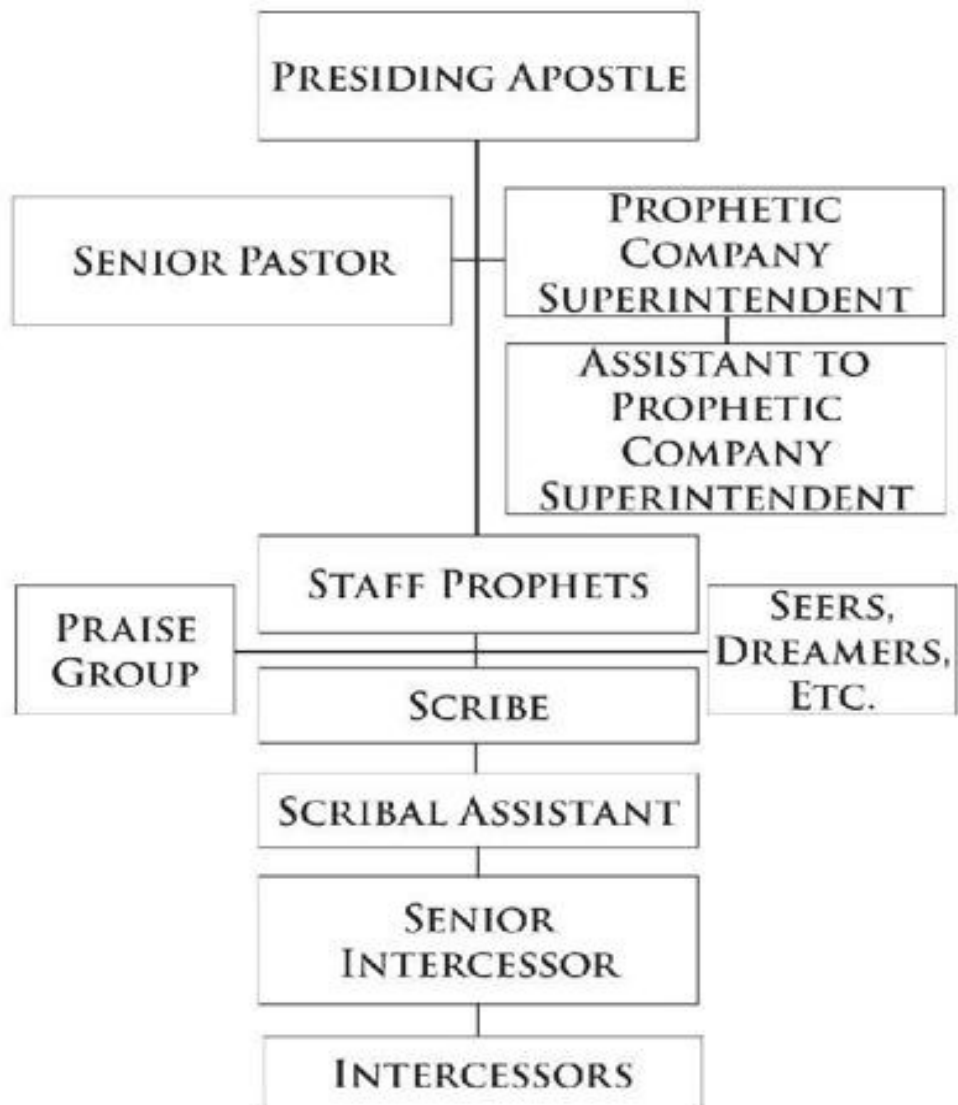 PRESIDING APOSTLE
SENIOR PASTOR
PROPHETIC
COMPANY
SUPERINTENDENT
ASSISTANT TO
PROPHETIC
COMPANY
SUPERINTENDENT
STAFF PROPHETS
PRAISE
GROUP
SEERS,
DREAMERS,
ETC.
SCRIBE
SCRIBAL ASSISTANT
SENIOR
INTERCESSOR
INTERCESSORS